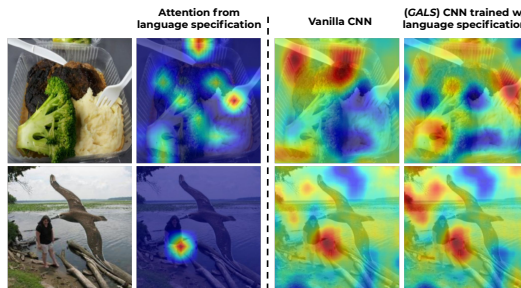 Attention from
language specification
Vanilla CNN
(GALS) CNN trained w
language specification